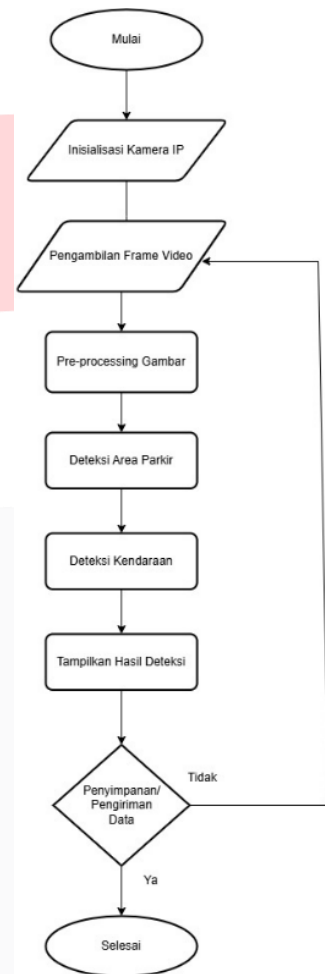 Mulai
Inisialisasi Kamera IP
Pengambilan Frame Video
Pre-processing Gambar
Deteksi Area Parkir
Deteksi Kendaraan
Tampilkan Hasil Deteksi
Penyimpanan/
Pengiriman
Data
Tidak
Ya
Selesai